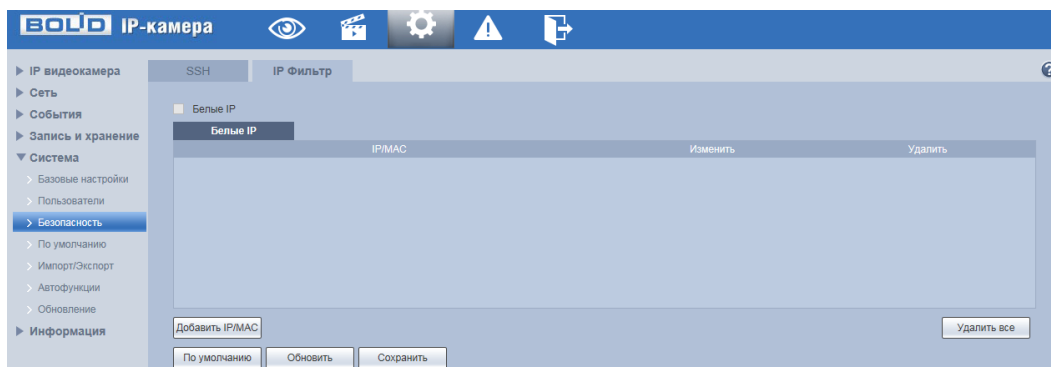 BOLID IP-камера
IP видеокамера
Сеть
События
Запись и хранение
Система
Базовые настройки
Пользователи
Безопасность
По умолчанию
Импорт/Экспорт
Автофункции
Обновление
Информация
SSH IP Фильтр
Белые IP
Белые IP
IP/MAC Изменить Удалить
Добавить IP/MAC Удалить все
По умолчанию Обновить Сохранить